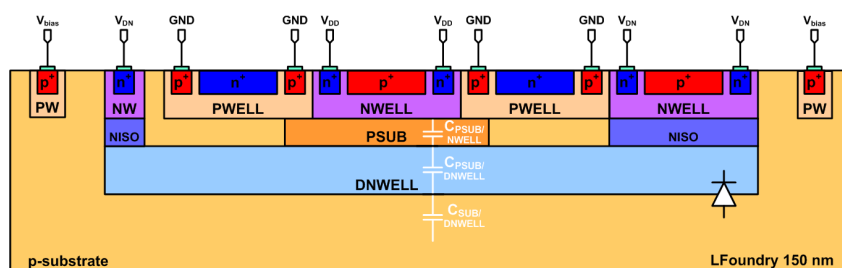 V_bias V_DN GND GND V_DD V_DD GND GND V_DN V_DN V_bias
p+ n+ p+ n+ p+ n+ p+ n+ p+ n+ p+ n+ p+ n+ p+
PW NW PWELL NWELL PWELL NWELL PW
NISO PSUB C_PSUB/ NISO
NWELL
C_PSUB/
DNWELL
DNWELL
C_SUB/
DNWELL
p-substrate LFoundry 150 nm